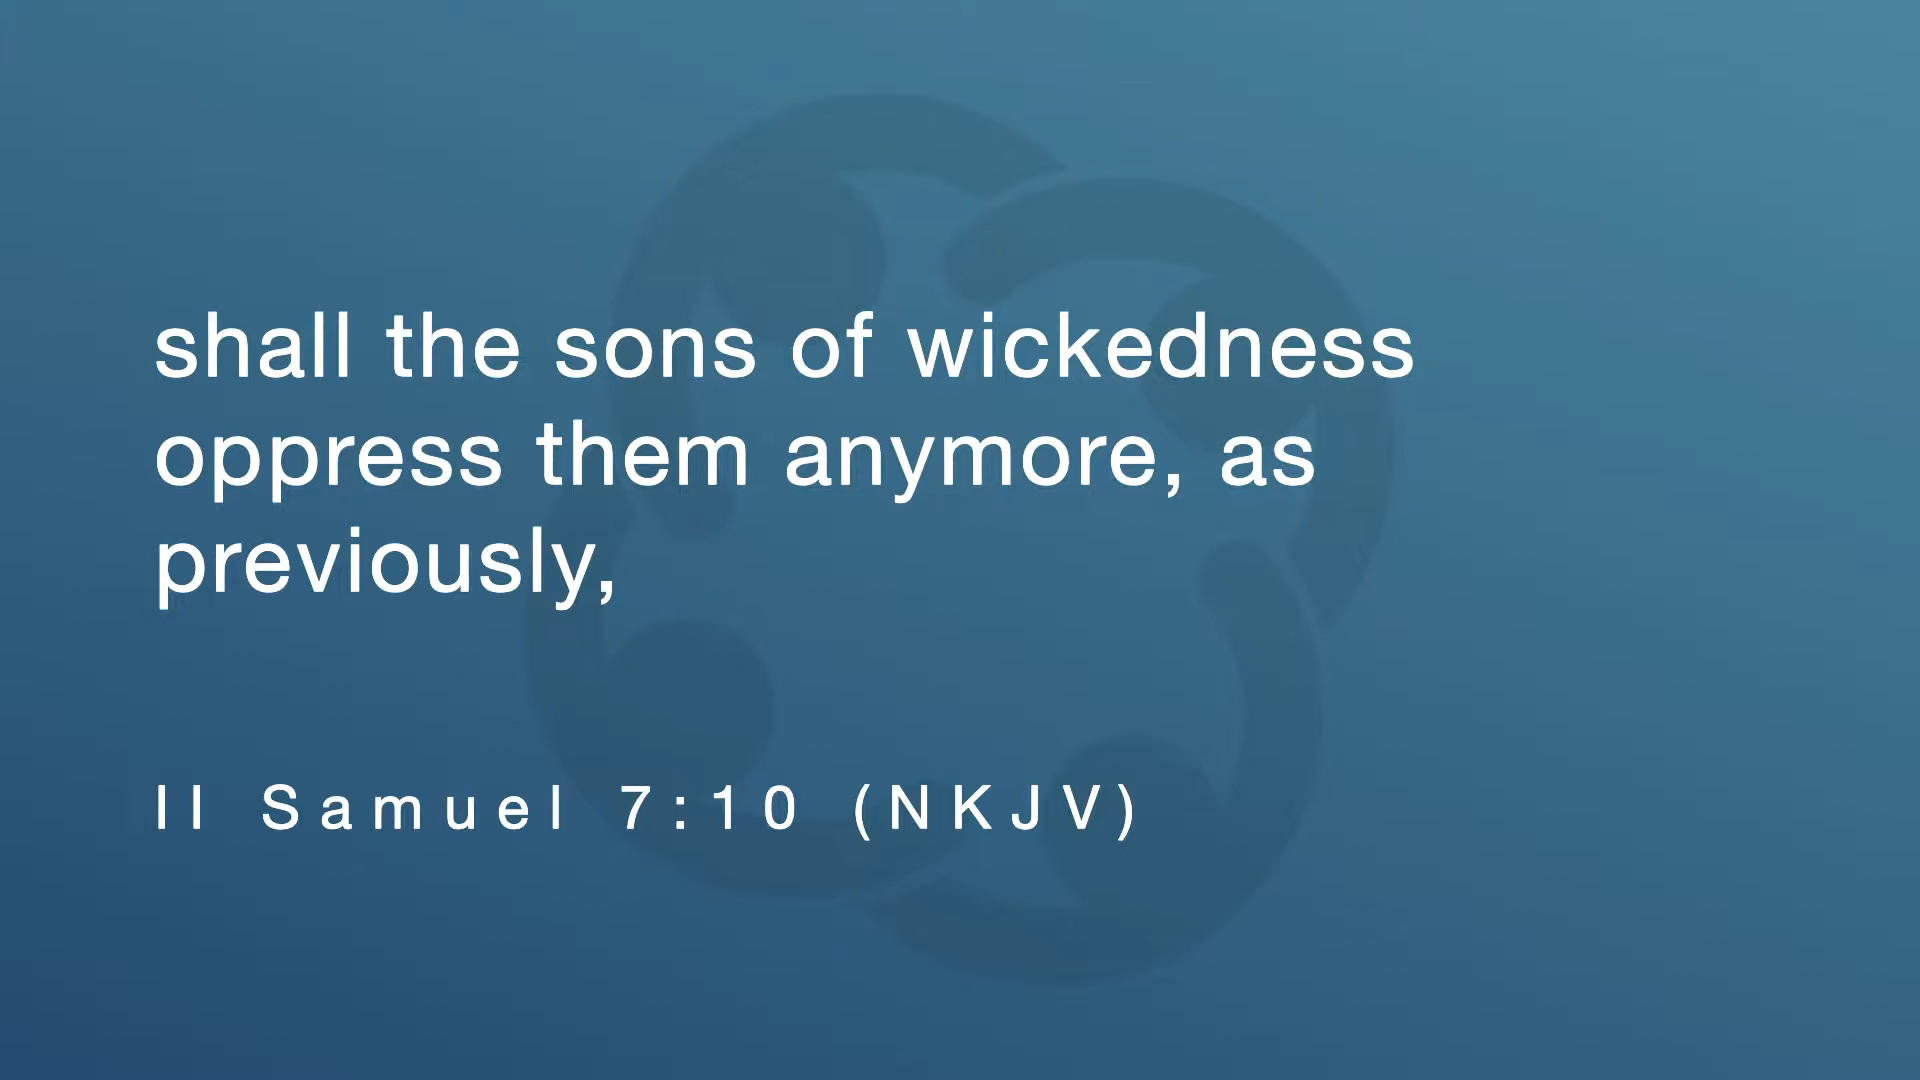 shall the sons of wickedness
oppress them anymore, as
previously,
II Samuel 7:10 (NKJV)